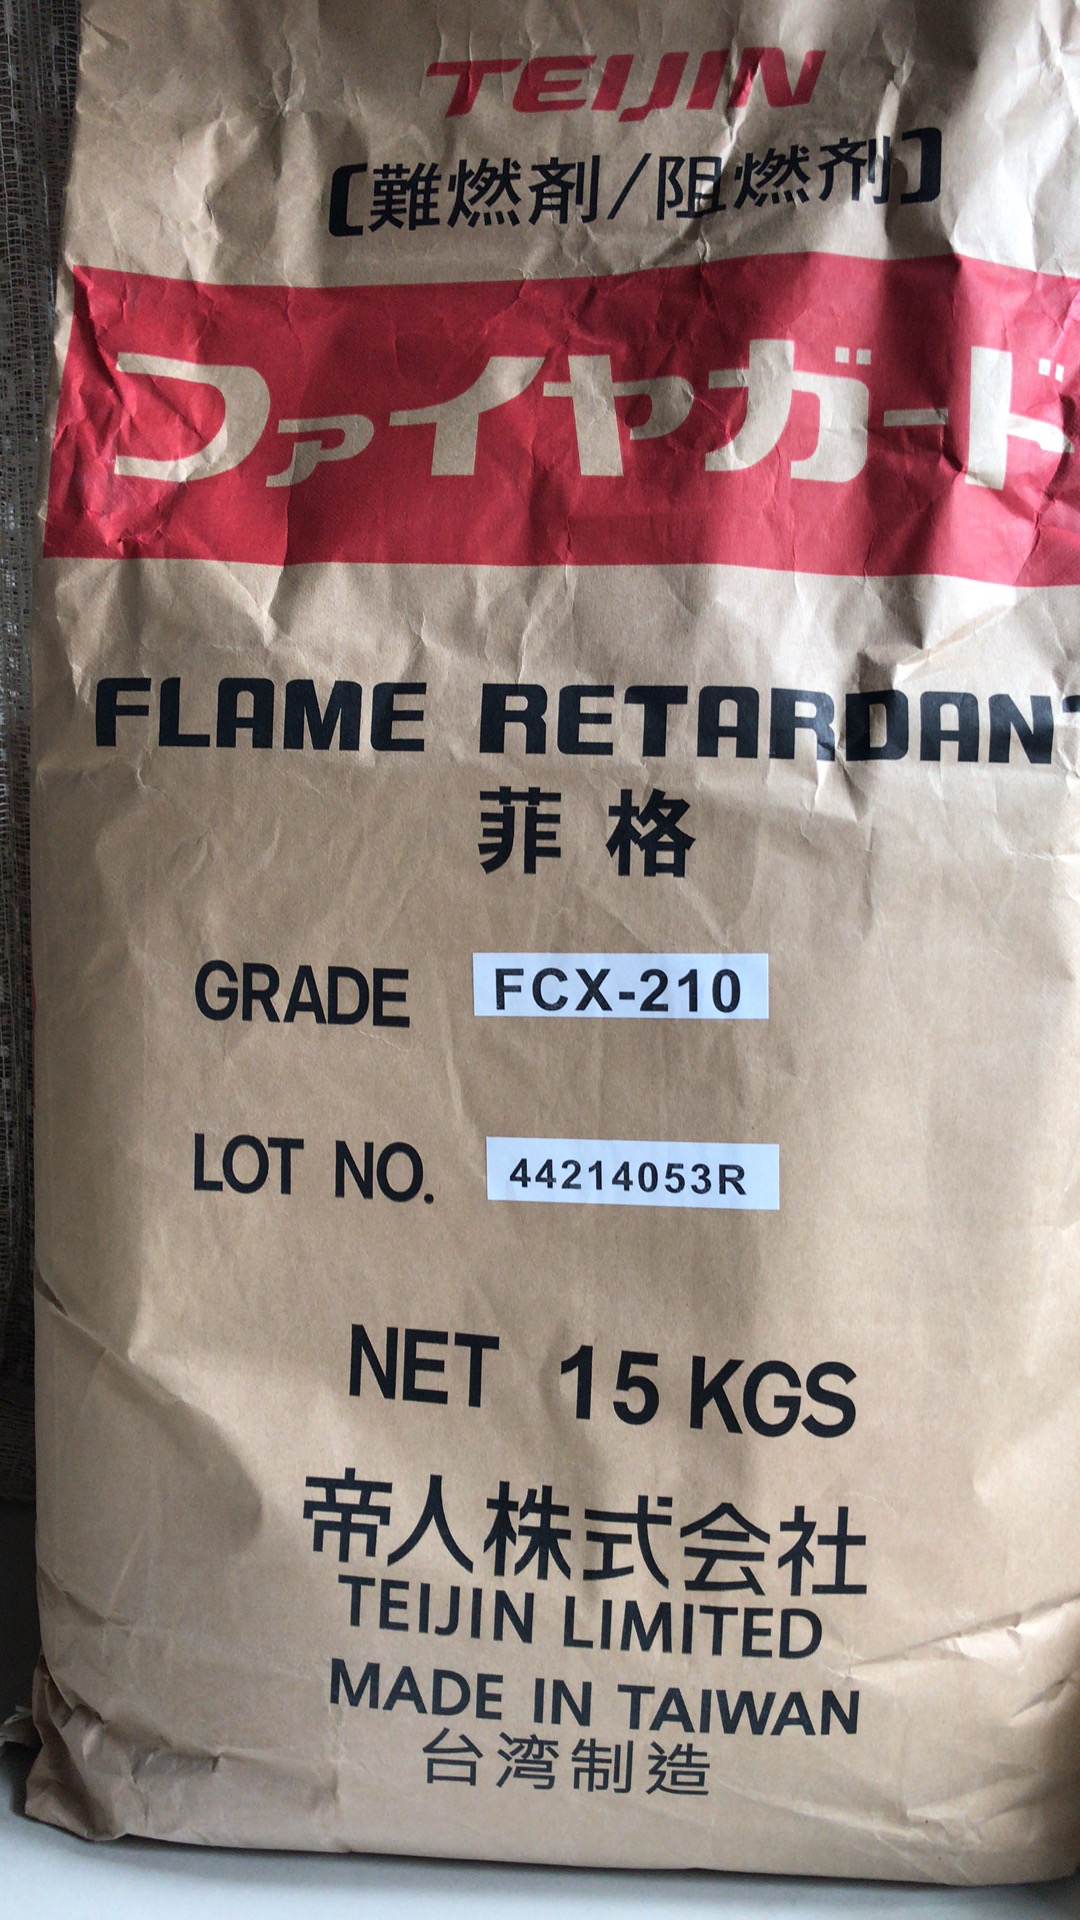 TEIJIN
〔難燃剤/阻燃剂〕
ファイヤガード
FLAME RETARDANT
菲格
GRADE FCX-210
LOT NO. 44214053R
NET 15 KGS
帝人株式会社
TEIJIN LIMITED
MADE IN TAIWAN
台湾制造